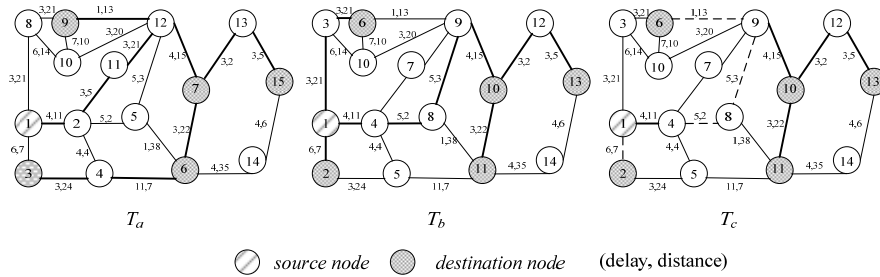 3,21 1,13
8 9 12 13
3,20
7,10
6,14 10 3,21 4,15 3,5
11 5,3 3,2
3,21 3,5 7 15
4,11 5,2
1 2 5
4,6
6,7 4,4 1,38 3,22
3 4 6 4,35 14
3,24 11,7
T_a
3,21 1,13
3 6 9 12
3,20
7,10
6,14 10 7 4,15 3,5
5,3 3,2
3,21 10 13
4,11 5,2 8
1 4
4,6
6,7 4,4 1,38 3,22
2 5 11 4,35 14
3,24 11,7
T_b
3,21 1,13
3 6 9 12
3,20
7,10
6,14 10 7 4,15 3,5
5,3 3,2
3,21 10 13
4,11 5,2 8
1 4
4,6
6,7 4,4 1,38 3,22
2 5 11 4,35 14
3,24 11,7
T_c
source node destination node (delay, distance)